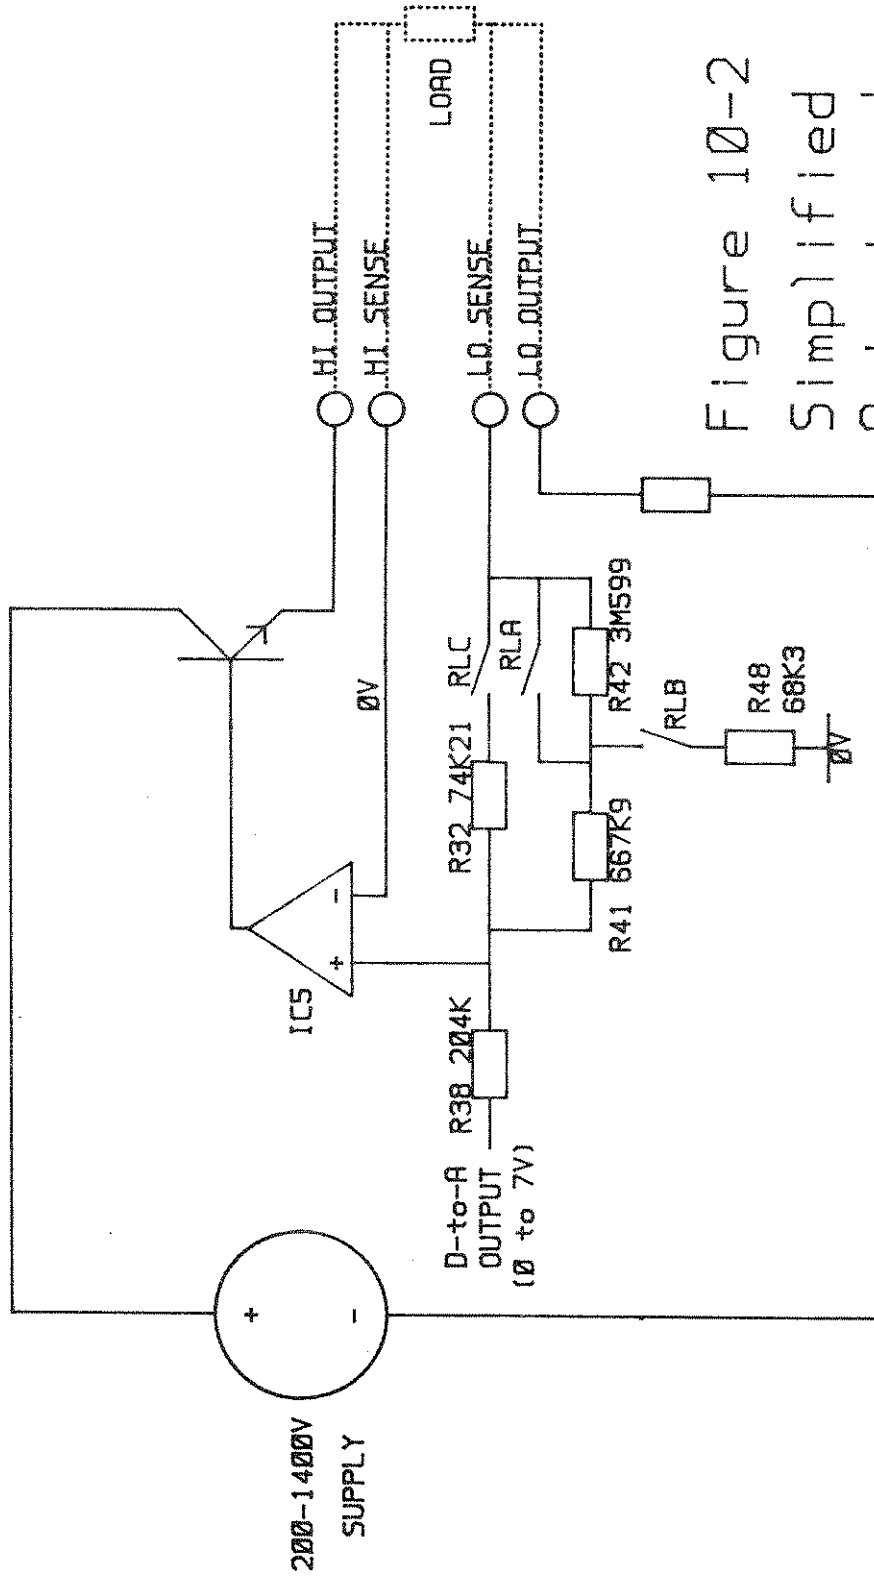 200-1400V
SUPPLY
+
-
IC5
+
-
0V
D-to-A
OUTPUT
(0 to 7V)
R38 204K
R32 74K21
RLC
RLA
R41 667K9
R42 3M599
RLB
R48
68K3
0V
HI OUTPUT
HI SENSE
LO SENSE
LO OUTPUT
LOAD
Figure 10-2
Simplified